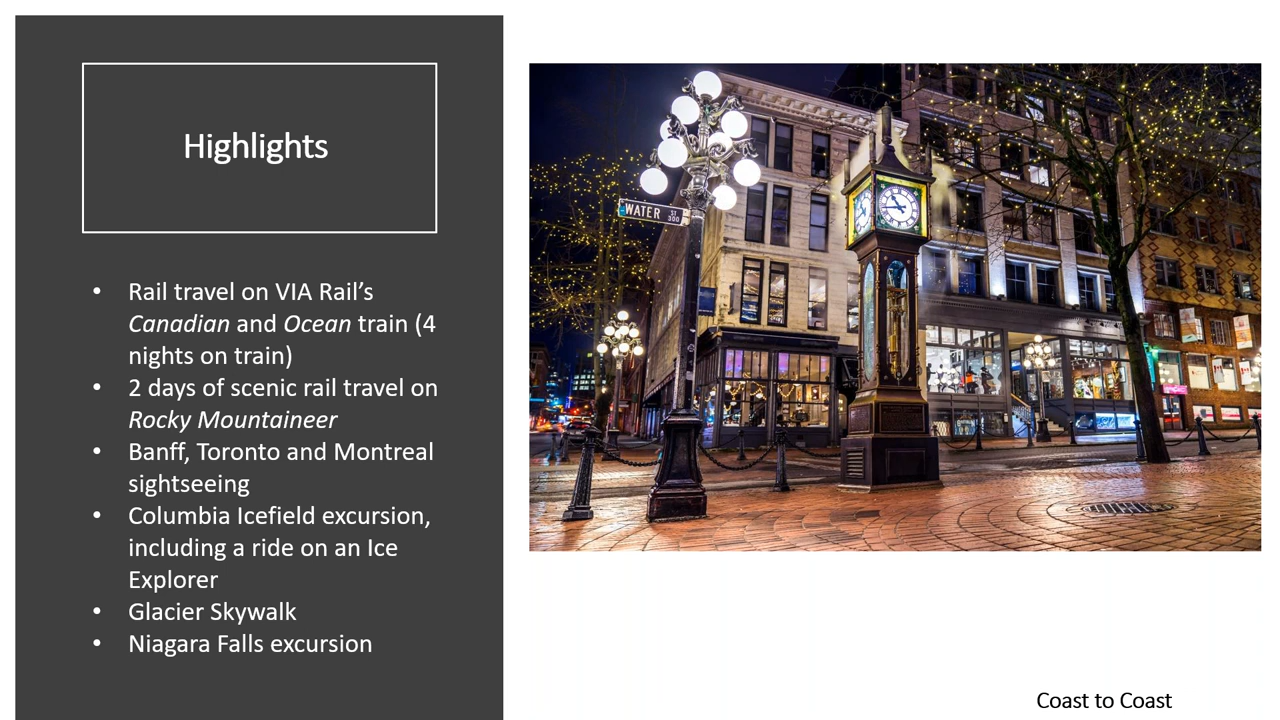 Highlights
• Rail travel on VIA Rail’s
Canadian and Ocean train (4
nights on train)
• 2 days of scenic rail travel on
Rocky Mountaineer
• Banff, Toronto and Montreal
sightseeing
• Columbia Icefield excursion,
including a ride on an Ice
Explorer
• Glacier Skywalk
• Niagara Falls excursion
WATER ST 300
Coast to Coast